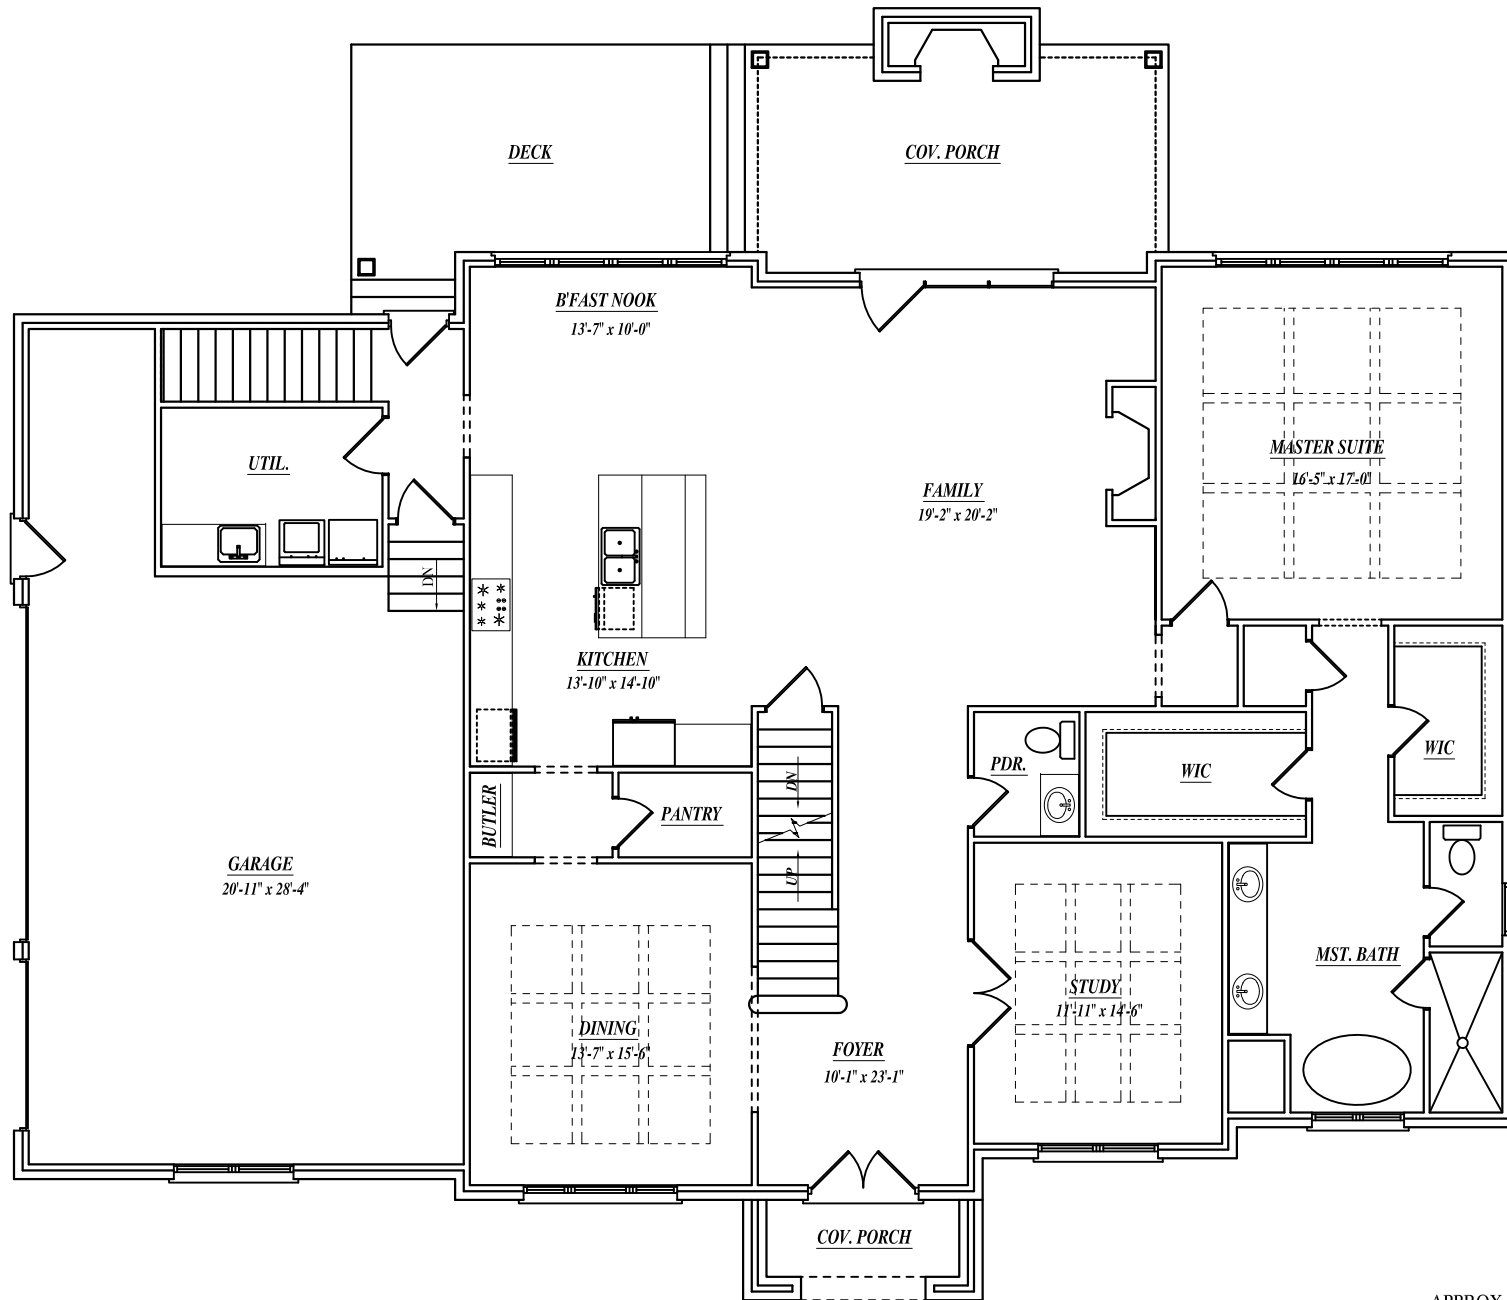 DECK
COV. PORCH
B'FAST NOOK
13'-7" x 10'-0"
UTIL.
MASTER SUITE
16'-5" x 17'-0"
FAMILY
19'-2" x 20'-2"
DN
KITCHEN
13'-10" x 14'-10"
PDR.
WIC
WIC
DN
BUTLER
PANTRY
UP
GARAGE
20'-11" x 28'-4"
MST. BATH
STUDY
11'-11" x 14'-6"
DINING
13'-7" x 15'-6"
FOYER
10'-1" x 23'-1"
COV. PORCH